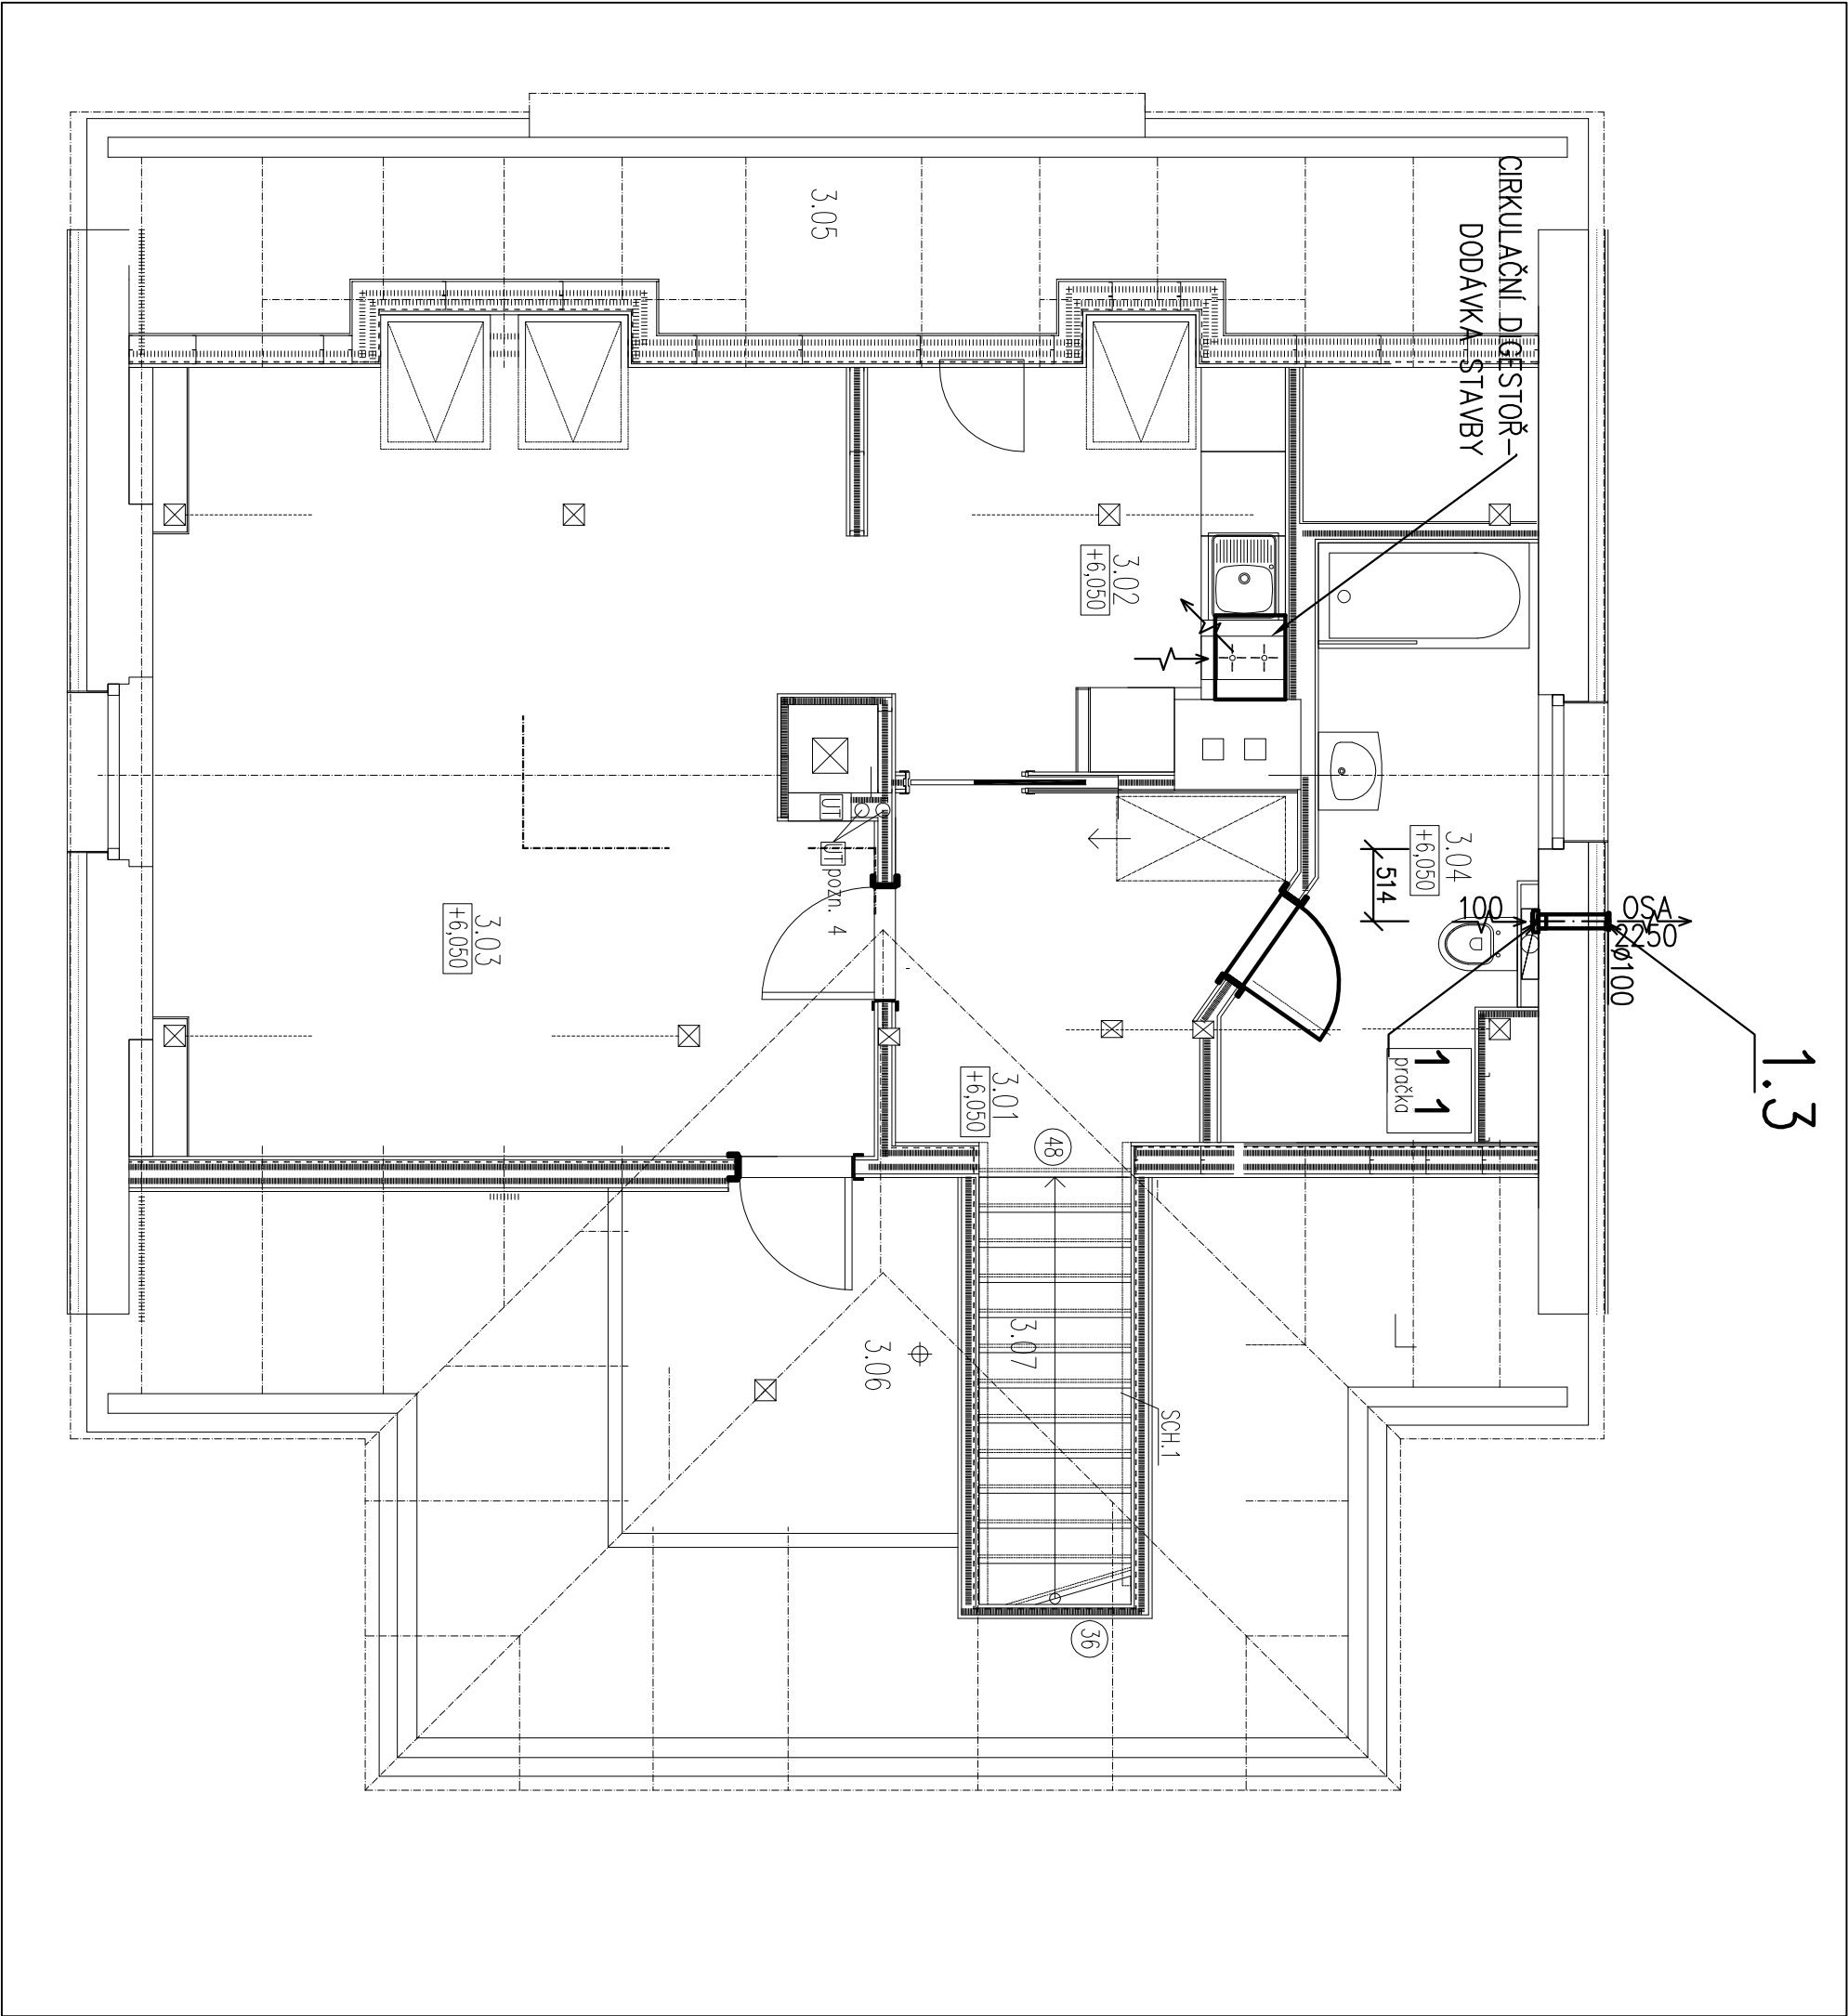 CIRKULAČNÍ DIGESTOŘ-
DODÁVKA STAVBY
3.05
3.02
+6,050
3.04
+6,050
514
100
OSA
2250
ø100
1.3
1.1
pračka
UT
UT
pozn. 4
3.03
+6,050
3.01
+6,050
48
3.07
3.06
SCH.1
36